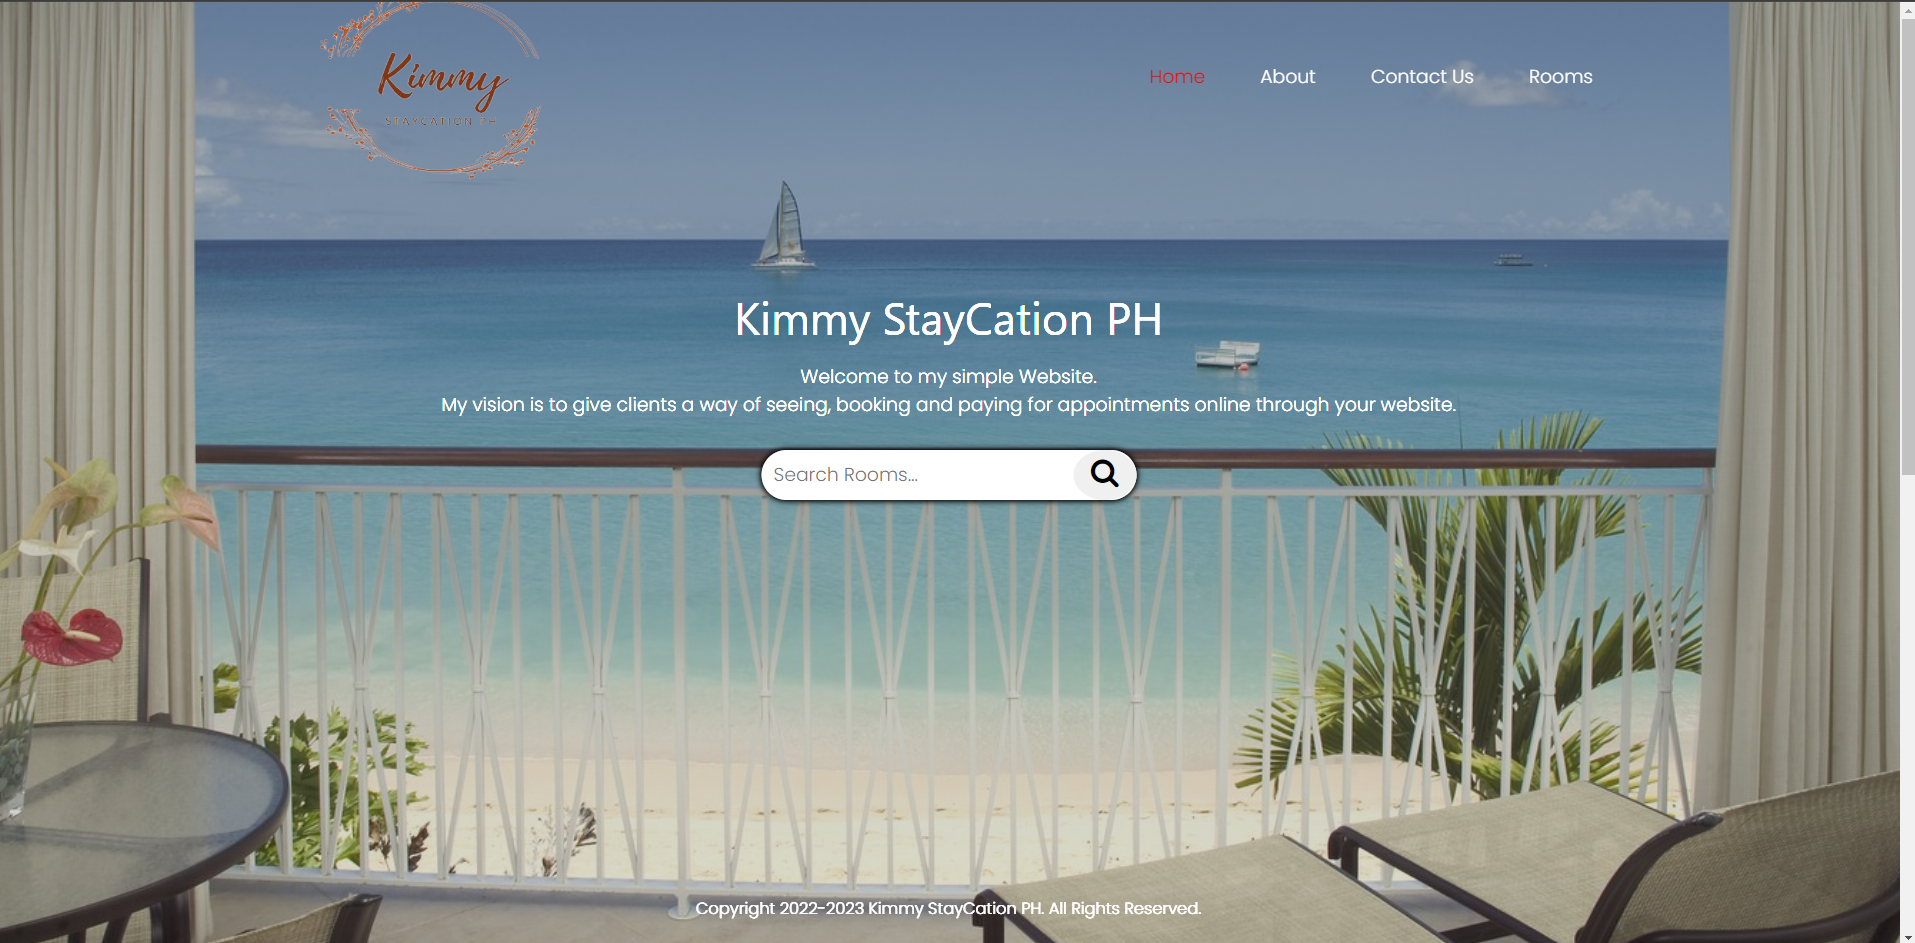 Kimmy
STAYCATION PH
Home About Contact Us Rooms
Kimmy StayCation PH
Welcome to my simple Website.
My vision is to give clients a way of seeing, booking and paying for appointments online through your website.
Search Rooms...
Copyright 2022-2023 Kimmy StayCation PH. All Rights Reserved.